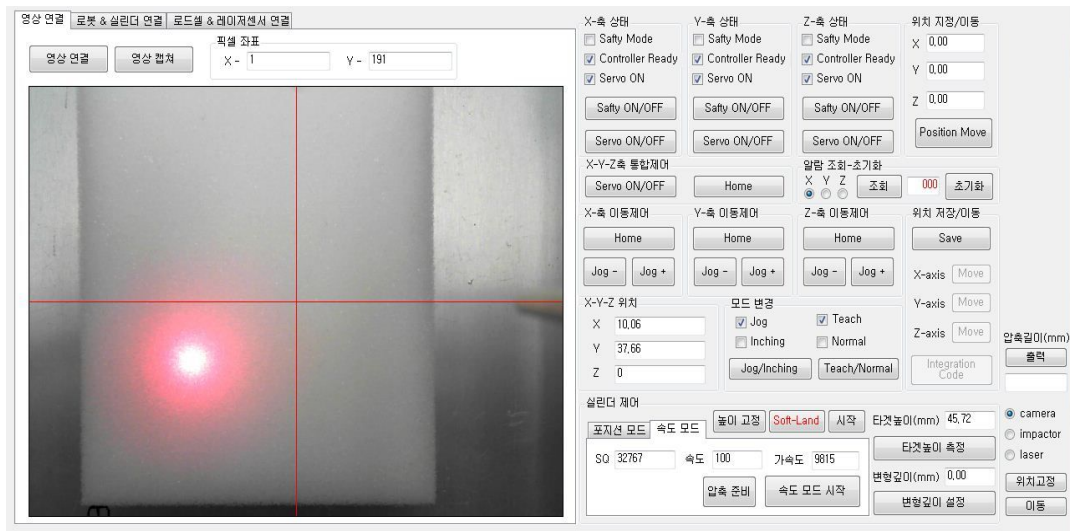 영상 연결 로봇 & 실린더 연결 로드셀 & 레이저센서 연결
영상 연결 영상 캡쳐
픽셀 좌표
X - 1 Y - 191
X-축 상태 Y-축 상태 Z-축 상태 위치 지정/이동
Safty Mode Safty Mode Safty Mode X 0,00
Controller Ready Controller Ready Controller Ready
Servo ON Servo ON Servo ON Y 0,00
Safty ON/OFF Safty ON/OFF Safty ON/OFF Z 0,00
Servo ON/OFF Servo ON/OFF Servo ON/OFF Position Move
X-Y-Z축 통합제어 알람 조회-초기화
Servo ON/OFF Home X Y Z 조회 000 초기화
X-축 이동제어 Y-축 이동제어 Z-축 이동제어 위치 저장/이동
Home Home Home Save
Jog - Jog + Jog - Jog + Jog - Jog + X-axis Move
X-Y-Z 위치 모드 변경 Y-axis Move
X 10,06 Jog Teach
Y 37,66 Inching Normal Z-axis Move
Z 0 Jog/Inching Teach/Normal Integration Code
압축길이(mm)
출력
실린더 제어
포지션 모드 속도 모드 높이 고정 Soft-Land 시작 타겟높이(mm) 45,72
SQ 32767 속도 100 가속도 9815 타겟높이 측정
압축 준비 속도 모드 시작 변형깊이(mm) 0,00
변형깊이 설정
camera
impactor
laser
위치고정
이동